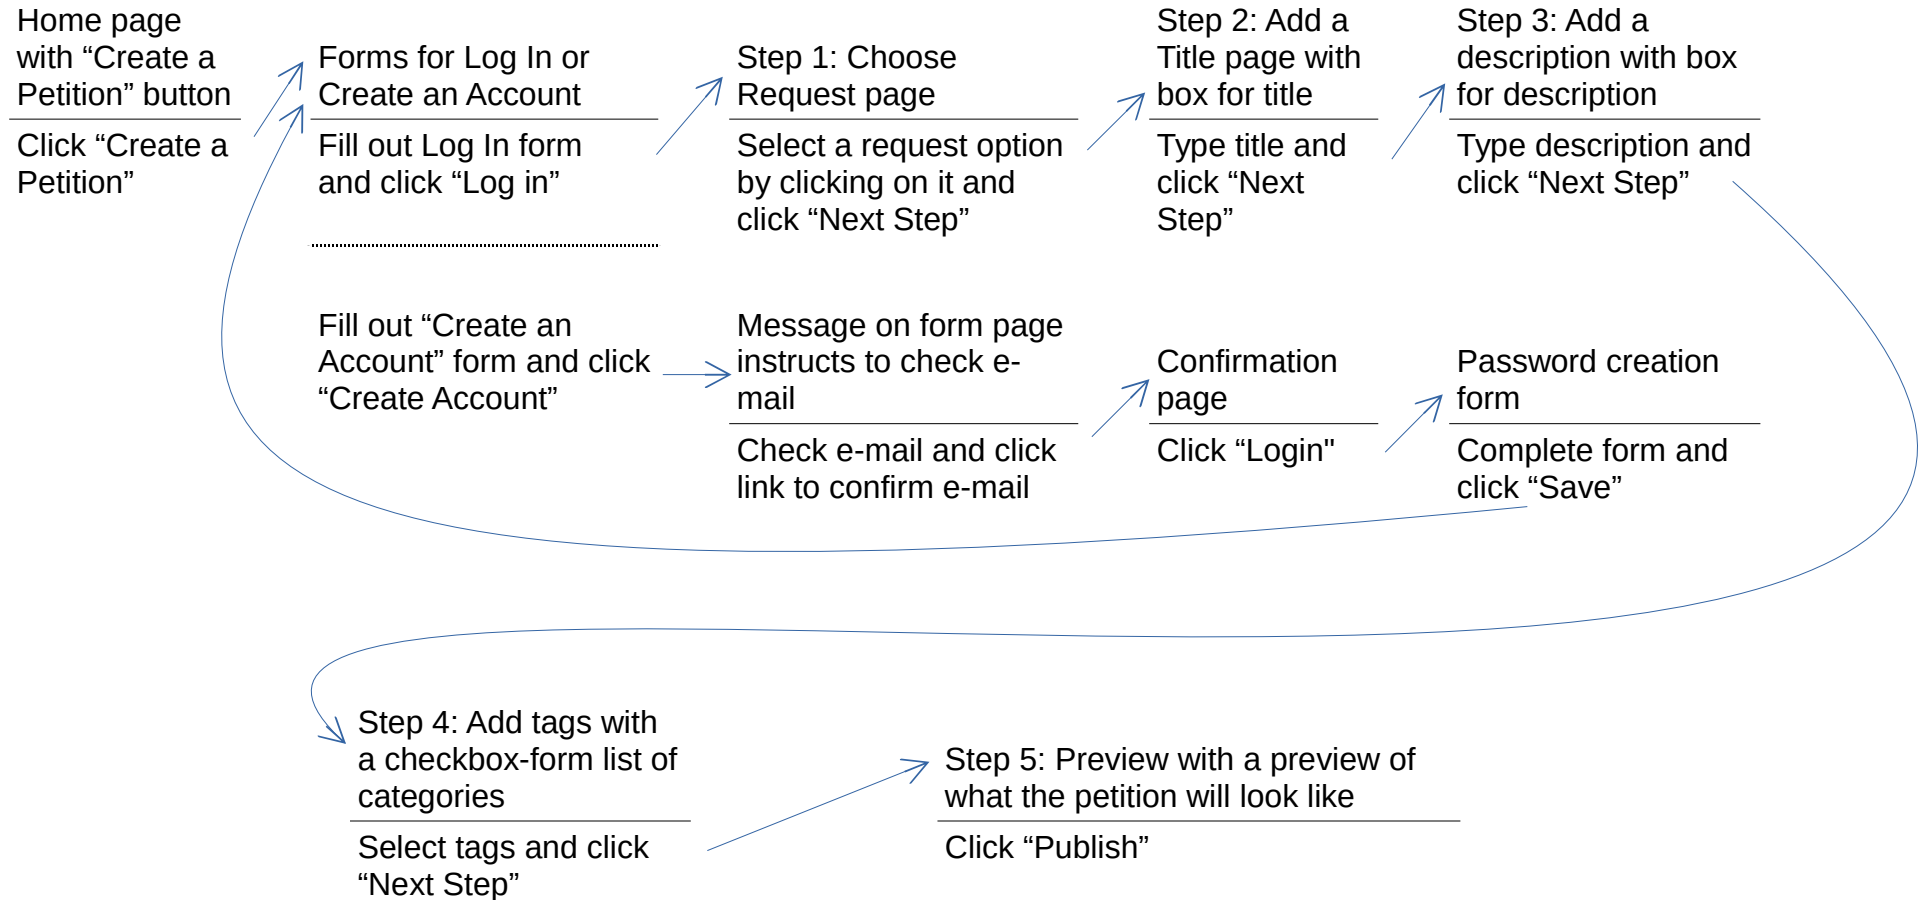 Home page
with “Create a
Petition” button
Click “Create a
Petition”
Forms for Log In or
Create an Account
Fill out Log In form
and click “Log in”
Fill out “Create an
Account” form and click
“Create Account”
Step 1: Choose
Request page
Select a request option
by clicking on it and
click “Next Step”
Step 2: Add a
Title page with
box for title
Type title and
click “Next
Step”
Step 3: Add a
description with box
for description
Type description and
click “Next Step”
Message on form page
instructs to check e-
mail
Check e-mail and click
link to confirm e-mail
Confirmation
page
Click “Login"
Password creation
form
Complete form and
click “Save”
Step 4: Add tags with
a checkbox-form list of
categories
Select tags and click
“Next Step”
Step 5: Preview with a preview of
what the petition will look like
Click “Publish”